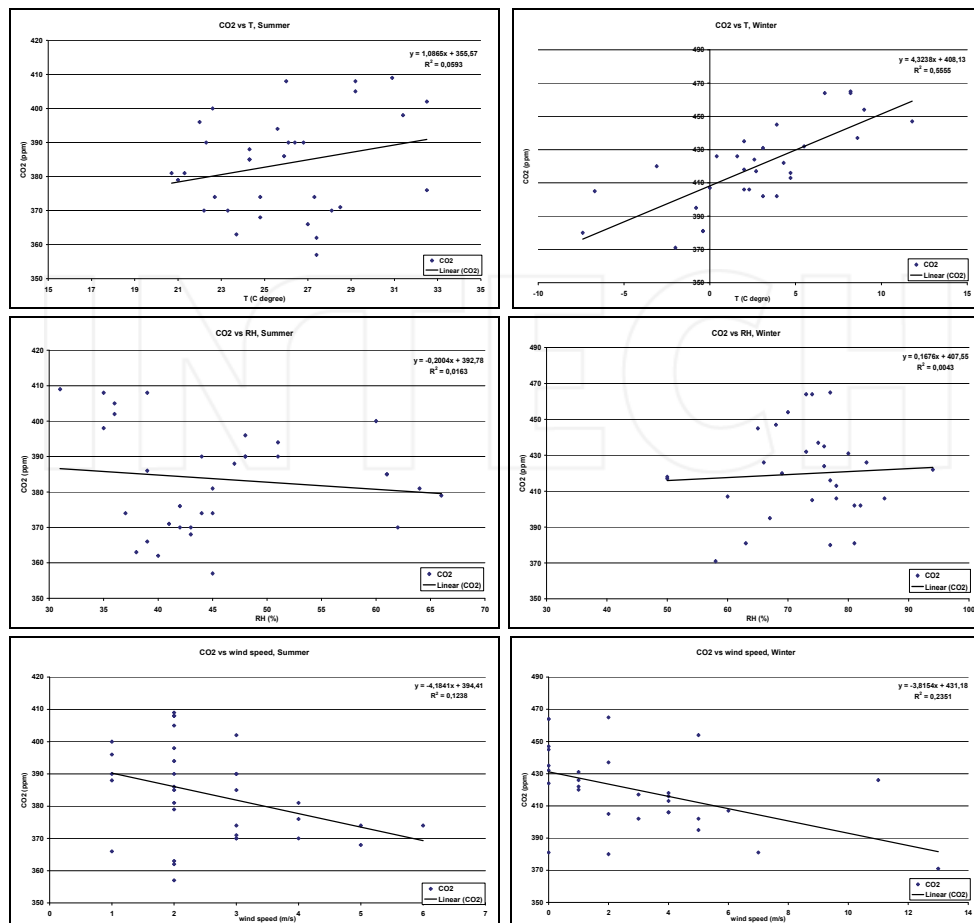 CO2 vs T, Summer
y = 1,0865x + 355,57
R² = 0,0593
CO2 (ppm)
420
410
400
390
380
370
360
350
15 17 19 21 23 25 27 29 31 33 35
T (C degree)
CO2
Linear (CO2)
CO2 vs T, Winter
y = 4,3238x + 408,13
R² = 0,5555
CO2 (ppm)
490
470
450
430
410
390
370
350
-10 -5 0 5 10 15
T (C degree)
CO2
Linear (CO2)
CO2 vs RH, Summer
y = -0,2004x + 392,78
R² = 0,0163
CO2 (ppm)
420
410
400
390
380
370
360
350
30 35 40 45 50 55 60 65 70
RH (%)
CO2
Linear (CO2)
CO2 vs RH, Winter
y = 0,1676x + 407,55
R² = 0,0043
CO2 (ppm)
490
470
450
430
410
390
370
350
30 40 50 60 70 80 90 100
RH (%)
CO2
Linear (CO2)
CO2 vs wind speed, Summer
y = -4,1841x + 394,41
R² = 0,1238
CO2 (ppm)
420
410
400
390
380
370
360
350
0 1 2 3 4 5 6 7
wind speed (m/s)
CO2
Linear (CO2)
CO2 vs wind speed, Winter
y = -3,8154x + 431,18
R² = 0,2351
CO2 (ppm)
490
470
450
430
410
390
370
350
0 2 4 6 8 10 12 14
wind speed (m/s)
CO2
Linear (CO2)
INTECH